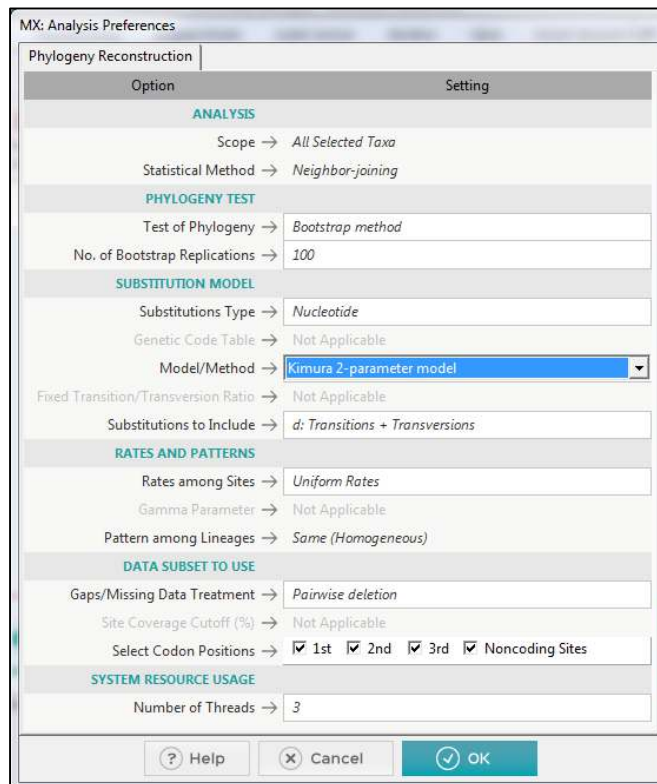 MX: Analysis Preferences
Phylogeny Reconstruction
Option Setting
ANALYSIS
Scope → All Selected Taxa
Statistical Method → Neighbor-joining
PHYLOGENY TEST
Test of Phylogeny → Bootstrap method
No. of Bootstrap Replications → 100
SUBSTITUTION MODEL
Substitutions Type → Nucleotide
Genetic Code Table → Not Applicable
Model/Method → Kimura 2-parameter model
Fixed Transition/Transversion Ratio → Not Applicable
Substitutions to Include → d: Transitions + Transversions
RATES AND PATTERNS
Rates among Sites → Uniform Rates
Gamma Parameter → Not Applicable
Pattern among Lineages → Same (Homogeneous)
DATA SUBSET TO USE
Gaps/Missing Data Treatment → Pairwise deletion
Site Coverage Cutoff (%) → Not Applicable
Select Codon Positions → 1st 2nd 3rd Noncoding Sites
SYSTEM RESOURCE USAGE
Number of Threads → 3
? Help Cancel OK